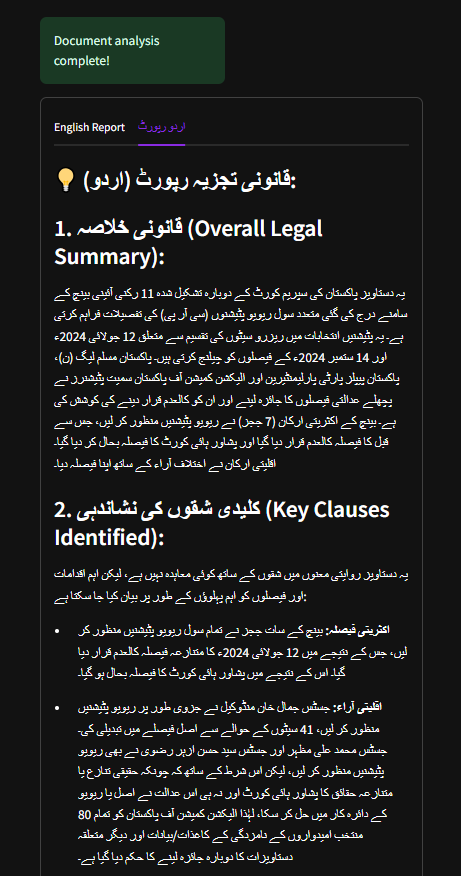 Document analysis
complete!
English Report
اردو رپورٹ
💡 قانونی تجزیہ رپورٹ (اردو):
1. قانونی خلاصہ (Overall Legal
Summary):
یہ دستاویز پاکستان کی سپریم کورٹ کے دوبارہ تشکیل شدہ 11 رکنی آئینی بینچ کے
سامنے درج کی گئی متعدد سول ریویو پٹیشنوں (سی آر پی) کی تفصیلات فراہم کرتی
ہے۔ یہ پٹیشنیں انتخابات میں ریزرو سیٹوں کی تقسیم سے متعلق 12 جولائی 2024ء
اور 14 ستمبر 2024ء کے فیصلوں کو چیلنج کرتی ہیں۔ پاکستان مسلم لیگ (ن)،
پاکستان پیپلز پارٹی پارلیمنٹیرین اور الیکشن کمیشن آف پاکستان سمیت پٹیشنرز نے
پچھلے عدالتی فیصلوں کا جائزہ لینے اور ان کو کالعدم قرار دینے کی کوشش کی
ہے۔ بینچ کے اکثریتی ارکان (7 ججز) نے ریویو پٹیشنیں منظور کر لیں، جس سے
قبل کا فیصلہ کالعدم قرار دیا گیا اور پشاور ہائی کورٹ کا فیصلہ بحال کر دیا گیا۔
اقلیتی ارکان نے اختلاف آراء کے ساتھ اپنا فیصلہ دیا۔
2. کلیدی شقوں کی نشاندہی (Key Clauses
Identified):
یہ دستاویز روایتی معنوں میں شقوں کے ساتھ کوئی معاہدہ نہیں ہے، لیکن اہم اقدامات
اور فیصلوں کو اہم پہلوؤں کے طور پر بیان کیا جا سکتا ہے:
• اکثریتی فیصلہ: بینچ کے سات ججز نے تمام سول ریویو پٹیشنیں منظور کر
لیں، جس کے نتیجے میں 12 جولائی 2024ء کا متنازعہ فیصلہ کالعدم قرار دیا
گیا۔ اس کے نتیجے میں پشاور ہائی کورٹ کا فیصلہ بحال ہو گیا۔
• اقلیتی آراء: جسٹس جمال خان منڈوکیل نے جزوی طور پر ریویو پٹیشنیں
منظور کر لیں، 41 سیٹوں کے حوالے سے اصل فیصلے میں تبدیلی کی۔
جسٹس محمد علی مظہر اور جسٹس سید حسن ازہر رضوی نے بھی ریویو
پٹیشنیں منظور کر لیں، لیکن اس شرط کے ساتھ کہ چونکہ حقیقی تنازع یا
متنازعہ حقائق کا پشاور ہائی کورٹ اور نہ ہی اس عدالت نے اصل یا ریویو
کے دائرہ کار میں حل کر سکا، لہٰذا الیکشن کمیشن آف پاکستان کو تمام 80
منتخب امیدواروں کے نامزدگی کے کاغذات/بیانات اور دیگر متعلقہ
دستاویزات کا دوبارہ جائزہ لینے کا حکم دیا گیا ہے۔